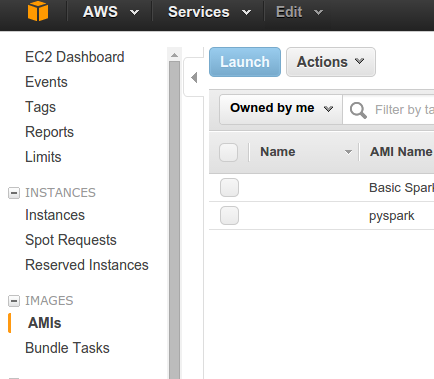 AWS Services Edit
EC2 Dashboard
Events
Tags
Reports
Limits
INSTANCES
Instances
Spot Requests
Reserved Instances
IMAGES
AMIs
Bundle Tasks
Launch Actions
Owned by me Filter by ta
Name AMI Name
Basic Spar
pyspark